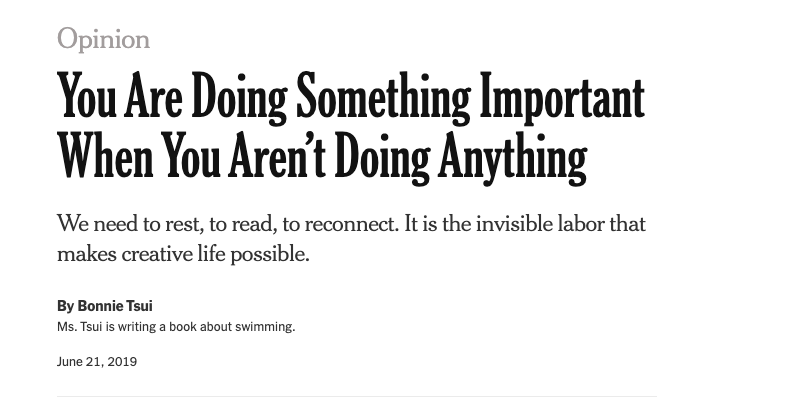 Opinion
You Are Doing Something Important
When You Aren’t Doing Anything
We need to rest, to read, to reconnect. It is the invisible labor that
makes creative life possible.
By Bonnie Tsui
Ms. Tsui is writing a book about swimming.
June 21, 2019